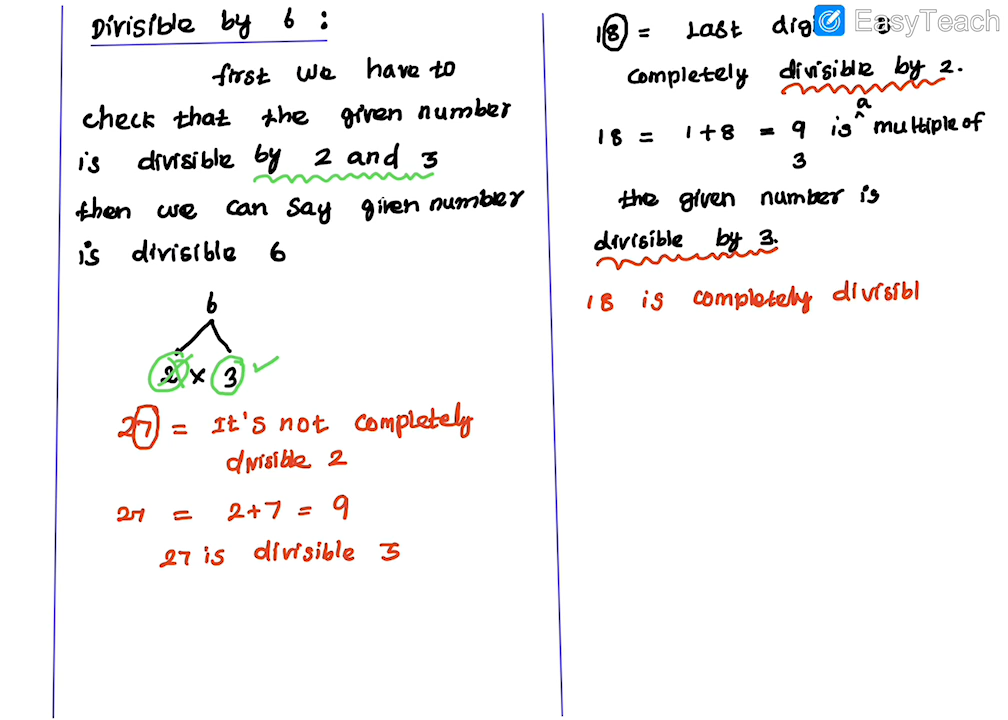 Divisible by 6 :
first we have to
check that the given number
is divisible by 2 and 3
then we can say given number
is divisible 6
6
2 × 3 ✓
27 = It's not completely
divisible 2
27 = 2+7 = 9
27 is divisible 3
18 = Last digi 8
EasyTeach
completely divisible by 2.
18 = 1+8 = 9 is ^a multiple of
3
the given number is
divisible by 3.
18 is completely divisibl